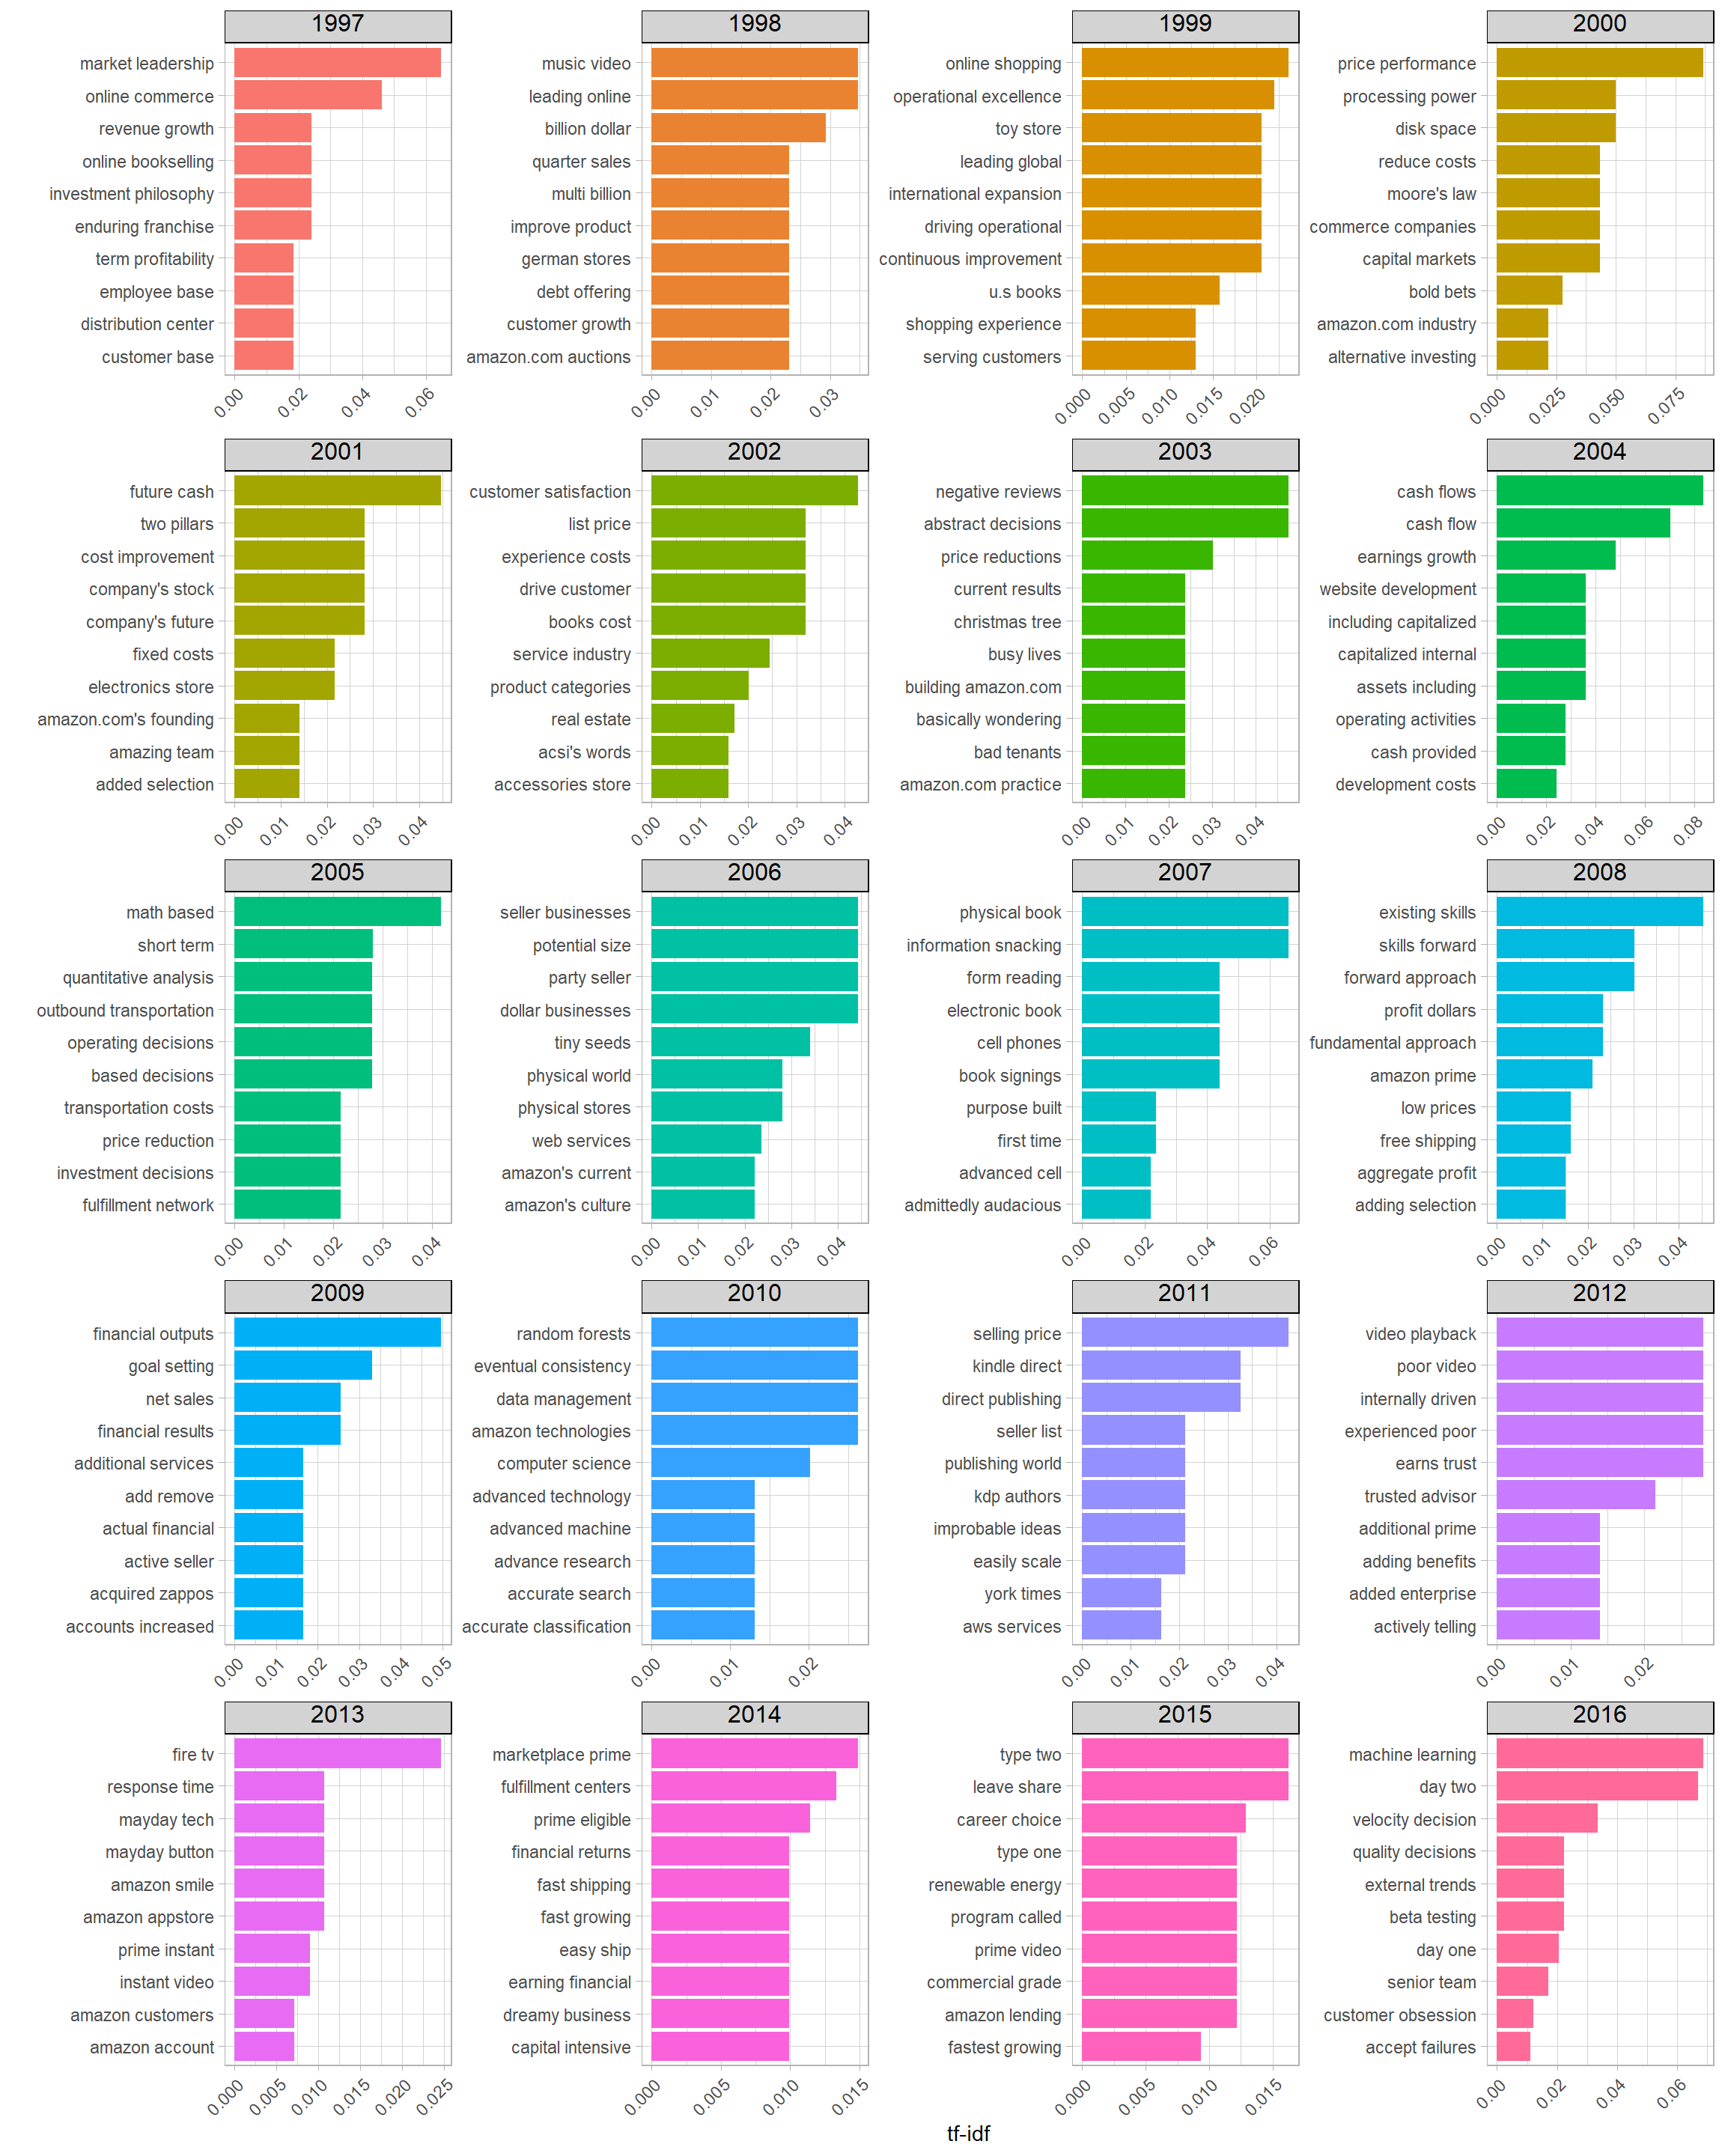 1997
market leadership
online commerce
revenue growth
online bookselling
investment philosophy
enduring franchise
term profitability
employee base
distribution center
customer base
0.00 0.02 0.04 0.06
1998
music video
leading online
billion dollar
quarter sales
multi billion
improve product
german stores
debt offering
customer growth
amazon.com auctions
0.00 0.01 0.02 0.03
1999
online shopping
operational excellence
toy store
leading global
international expansion
driving operational
continuous improvement
u.s books
shopping experience
serving customers
0.000 0.005 0.010 0.015 0.020
2000
price performance
processing power
disk space
reduce costs
moore's law
commerce companies
capital markets
bold bets
amazon.com industry
alternative investing
0.000 0.025 0.050 0.075
2001
future cash
two pillars
cost improvement
company's stock
company's future
fixed costs
electronics store
amazon.com's founding
amazing team
added selection
0.00 0.01 0.02 0.03 0.04
2002
customer satisfaction
list price
experience costs
drive customer
books cost
service industry
product categories
real estate
acsi's words
accessories store
0.00 0.01 0.02 0.03 0.04
2003
negative reviews
abstract decisions
price reductions
current results
christmas tree
busy lives
building amazon.com
basically wondering
bad tenants
amazon.com practice
0.00 0.01 0.02 0.03 0.04
2004
cash flows
cash flow
earnings growth
website development
including capitalized
capitalized internal
assets including
operating activities
cash provided
development costs
0.00 0.02 0.04 0.06 0.08
2005
math based
short term
quantitative analysis
outbound transportation
operating decisions
based decisions
transportation costs
price reduction
investment decisions
fulfillment network
0.00 0.01 0.02 0.03 0.04
2006
seller businesses
potential size
party seller
dollar businesses
tiny seeds
physical world
physical stores
web services
amazon's current
amazon's culture
0.00 0.01 0.02 0.03 0.04
2007
physical book
information snacking
form reading
electronic book
cell phones
book signings
purpose built
first time
advanced cell
admittedly audacious
0.00 0.02 0.04 0.06
2008
existing skills
skills forward
forward approach
profit dollars
fundamental approach
amazon prime
low prices
free shipping
aggregate profit
adding selection
0.00 0.01 0.02 0.03 0.04
2009
financial outputs
goal setting
net sales
financial results
additional services
add remove
actual financial
active seller
acquired zappos
accounts increased
0.00 0.01 0.02 0.03 0.04 0.05
2010
random forests
eventual consistency
data management
amazon technologies
computer science
advanced technology
advanced machine
advance research
accurate search
accurate classification
0.00 0.01 0.02
2011
selling price
kindle direct
direct publishing
seller list
publishing world
kdp authors
improbable ideas
easily scale
york times
aws services
0.00 0.01 0.02 0.03 0.04
2012
video playback
poor video
internally driven
experienced poor
earns trust
trusted advisor
additional prime
adding benefits
added enterprise
actively telling
0.00 0.01 0.02
2013
fire tv
response time
mayday tech
mayday button
amazon smile
amazon appstore
prime instant
instant video
amazon customers
amazon account
0.000 0.005 0.010 0.015 0.020 0.025
2014
marketplace prime
fulfillment centers
prime eligible
financial returns
fast shipping
fast growing
easy ship
earning financial
dreamy business
capital intensive
0.000 0.005 0.010 0.015
2015
type two
leave share
career choice
type one
renewable energy
program called
prime video
commercial grade
amazon lending
fastest growing
0.000 0.005 0.010 0.015
2016
machine learning
day two
velocity decision
quality decisions
external trends
beta testing
day one
senior team
customer obsession
accept failures
0.00 0.02 0.04 0.06
tf-idf